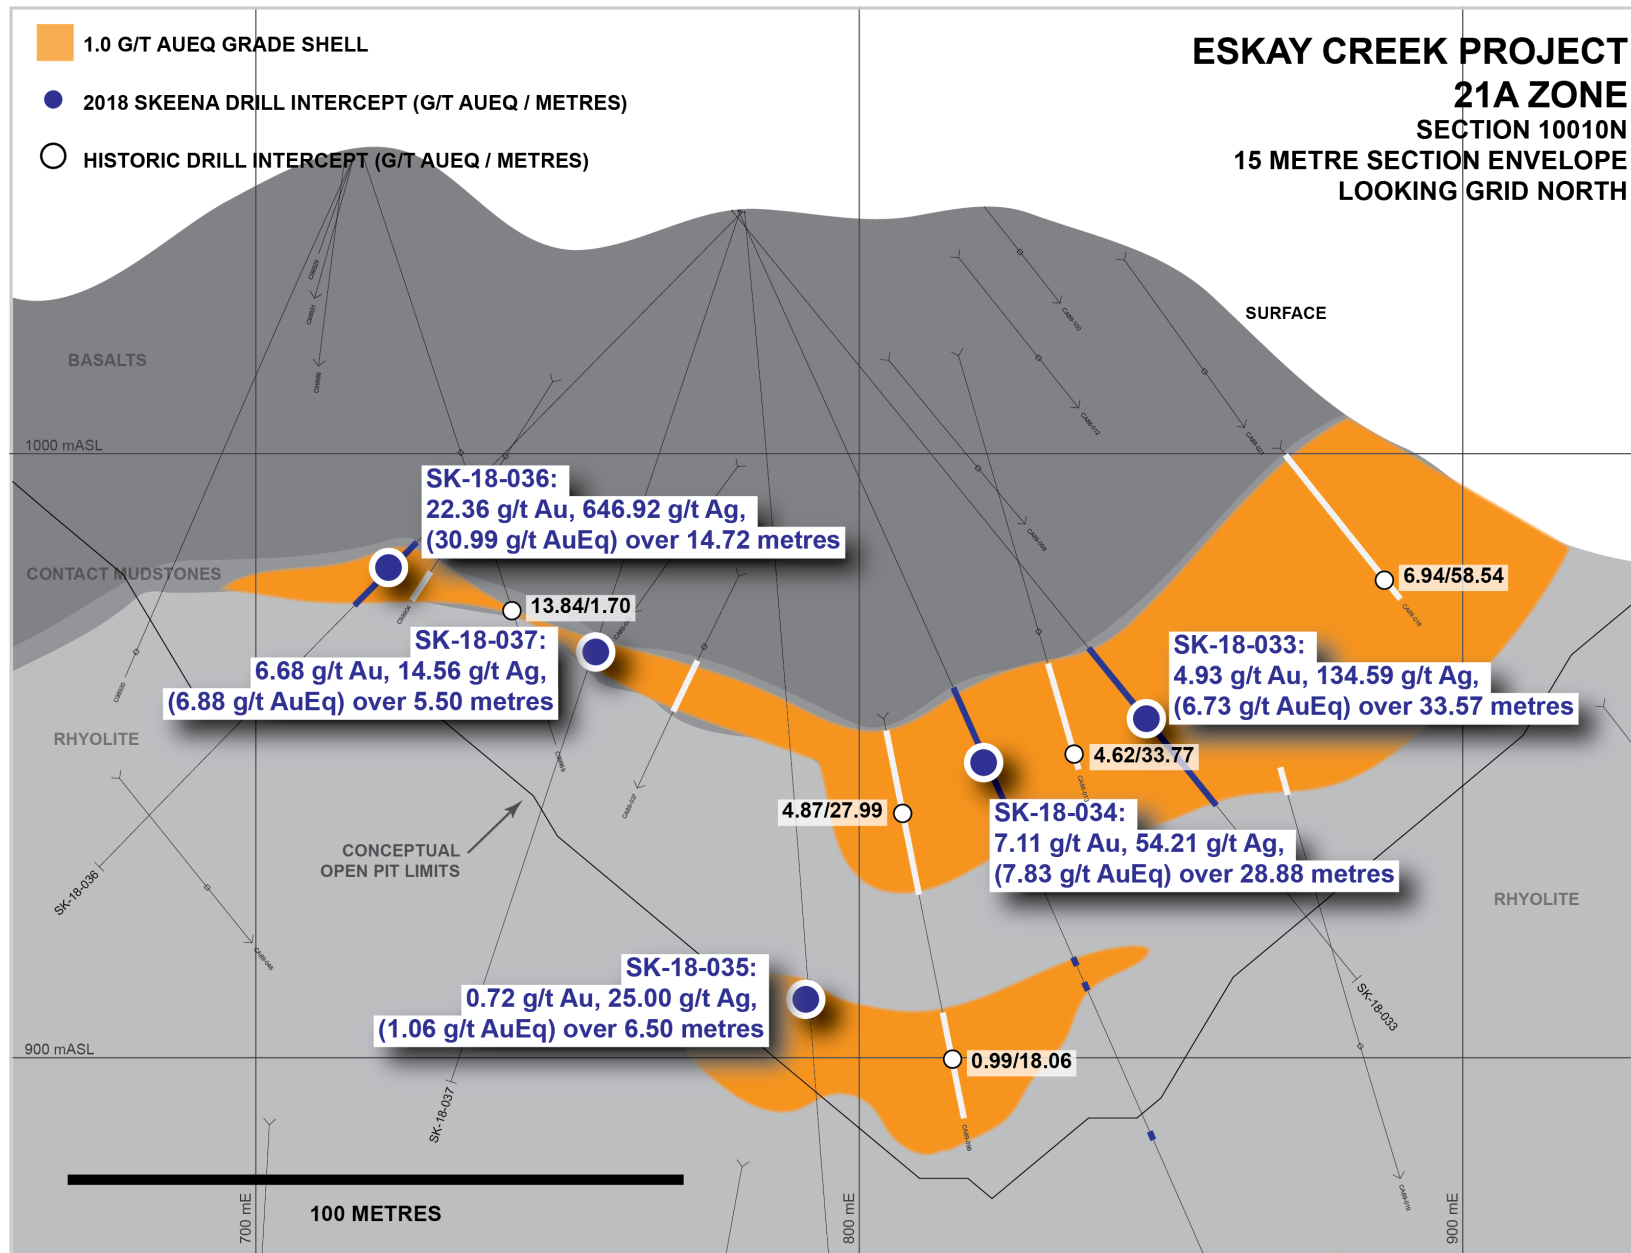 1.0 G/T AUEQ GRADE SHELL
2018 SKEENA DRILL INTERCEPT (G/T AUEQ / METRES)
HISTORIC DRILL INTERCEPT (G/T AUEQ / METRES)
ESKAY CREEK PROJECT
21A ZONE
SECTION 10010N
15 METRE SECTION ENVELOPE
LOOKING GRID NORTH
SURFACE
BASALTS
1000 mASL
SK-18-036:
22.36 g/t Au, 646.92 g/t Ag,
(30.99 g/t AuEq) over 14.72 metres
CONTACT MUDSTONES
13.84/1.70
6.94/58.54
SK-18-037:
6.68 g/t Au, 14.56 g/t Ag,
(6.88 g/t AuEq) over 5.50 metres
SK-18-033:
4.93 g/t Au, 134.59 g/t Ag,
(6.73 g/t AuEq) over 33.57 metres
RHYOLITE
4.62/33.77
4.87/27.99
SK-18-034:
7.11 g/t Au, 54.21 g/t Ag,
(7.83 g/t AuEq) over 28.88 metres
CONCEPTUAL
OPEN PIT LIMITS
SK-18-036
RHYOLITE
SK-18-035:
0.72 g/t Au, 25.00 g/t Ag,
(1.06 g/t AuEq) over 6.50 metres
SK-18-033
900 mASL
0.99/18.06
SK-18-037
100 METRES
700 mE
800 mE
900 mE